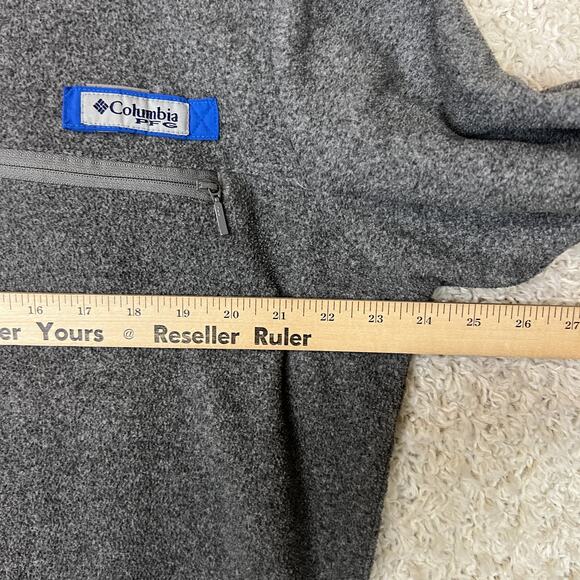 Columbia
PFG
16 17 18 19 20 21 22 23 24 25 26 27
er Yours @ Reseller Ruler